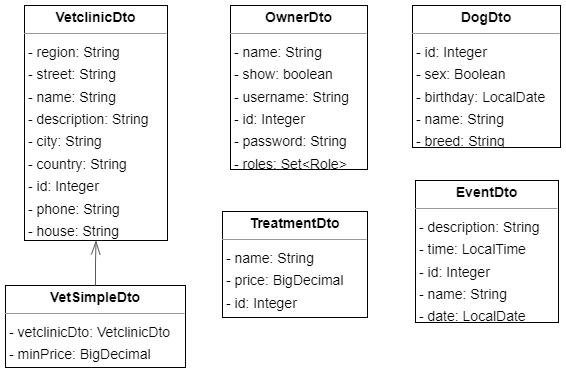 VetclinicDto
- region: String
- street: String
- name: String
- description: String
- city: String
- country: String
- id: Integer
- phone: String
- house: String
OwnerDto
- name: String
- show: boolean
- username: String
- id: Integer
- password: String
- roles: Set<Role>
DogDto
- id: Integer
- sex: Boolean
- birthday: LocalDate
- name: String
- breed: String
VetSimpleDto
- vetclinicDto: VetclinicDto
- minPrice: BigDecimal
TreatmentDto
- name: String
- price: BigDecimal
- id: Integer
EventDto
- description: String
- time: LocalTime
- id: Integer
- name: String
- date: LocalDate